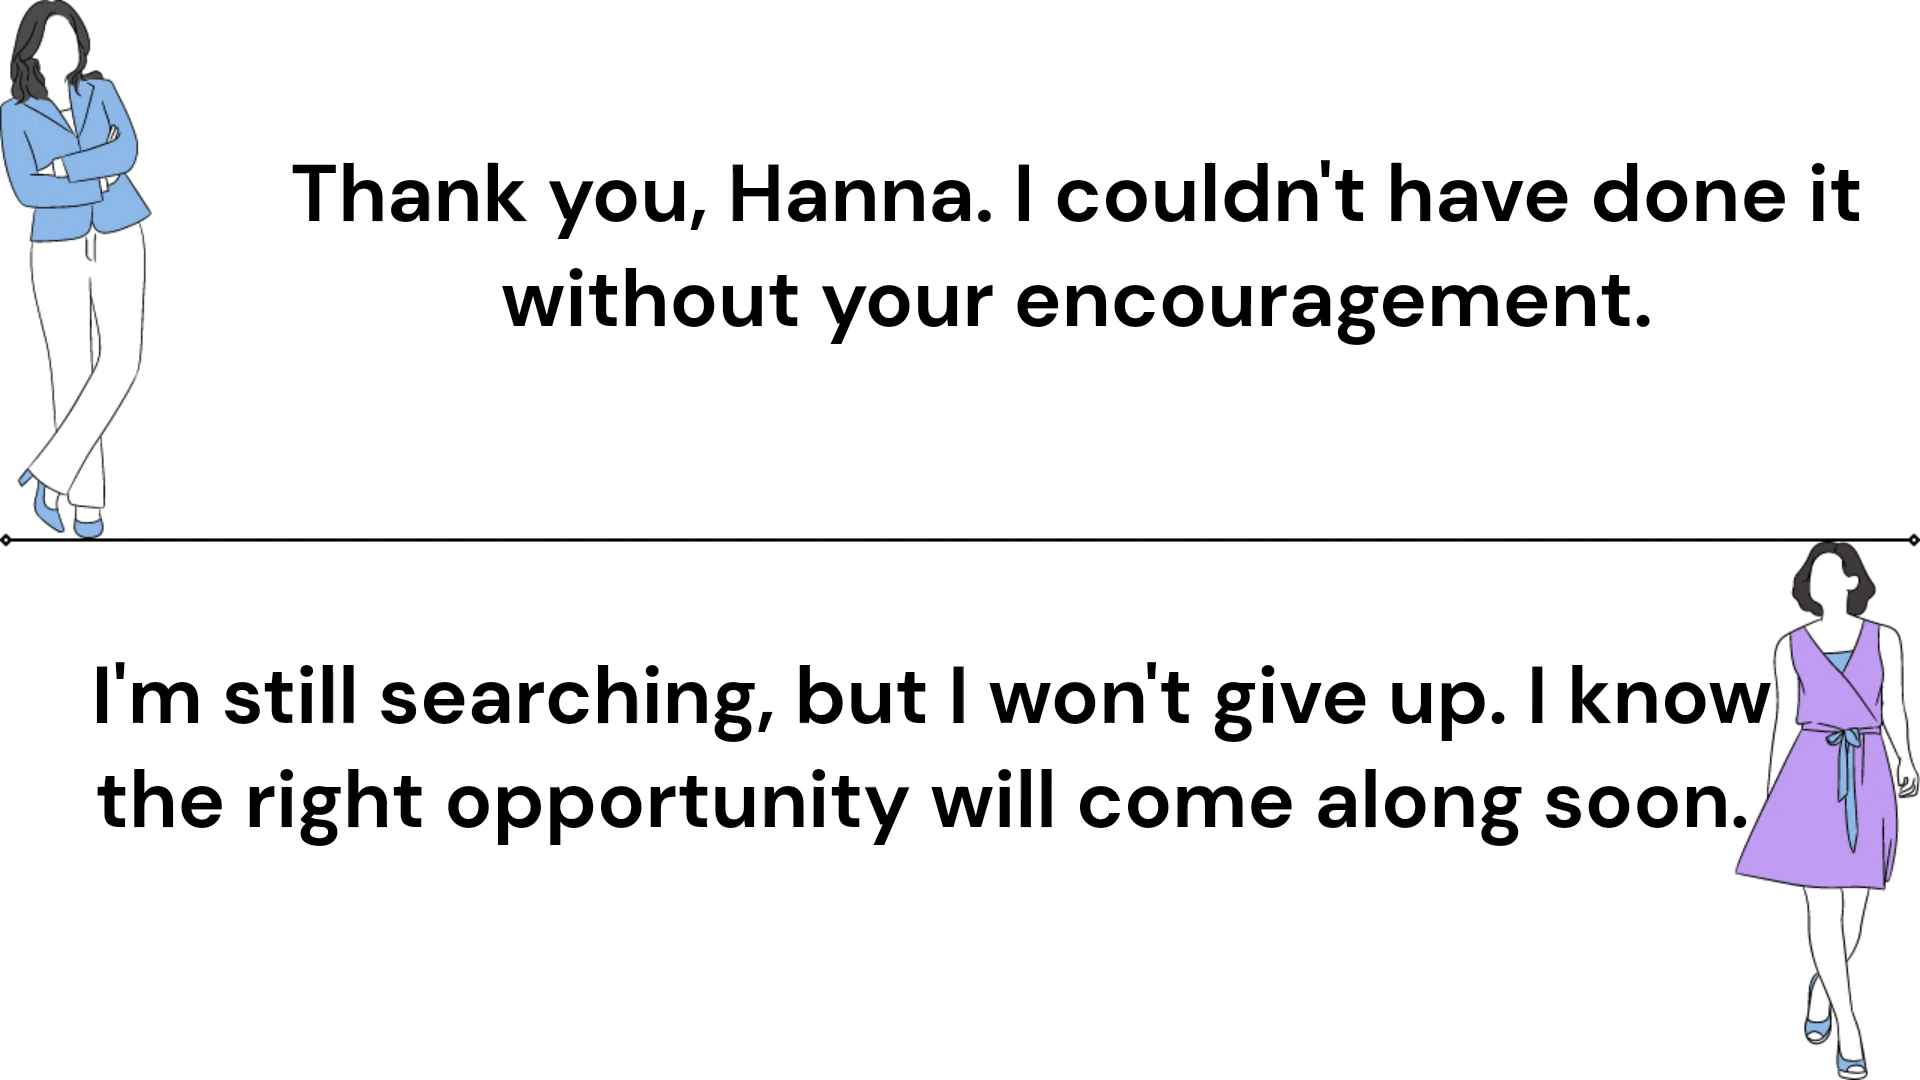 Thank you, Hanna. I couldn't have done it
without your encouragement.
I'm still searching, but I won't give up. I know
the right opportunity will come along soon.